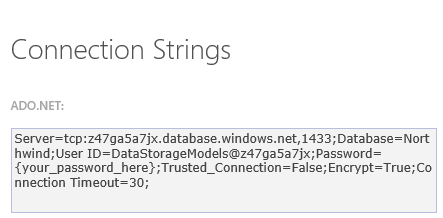 Connection Strings
ADO.NET:
Server=tcp:z47ga5a7jx.database.windows.net,1433;Database=Nort
hwind;User ID=DataStorageModels@z47ga5a7jx;Password=
{your_password_here};Trusted_Connection=False;Encrypt=True;Co
nnection Timeout=30;